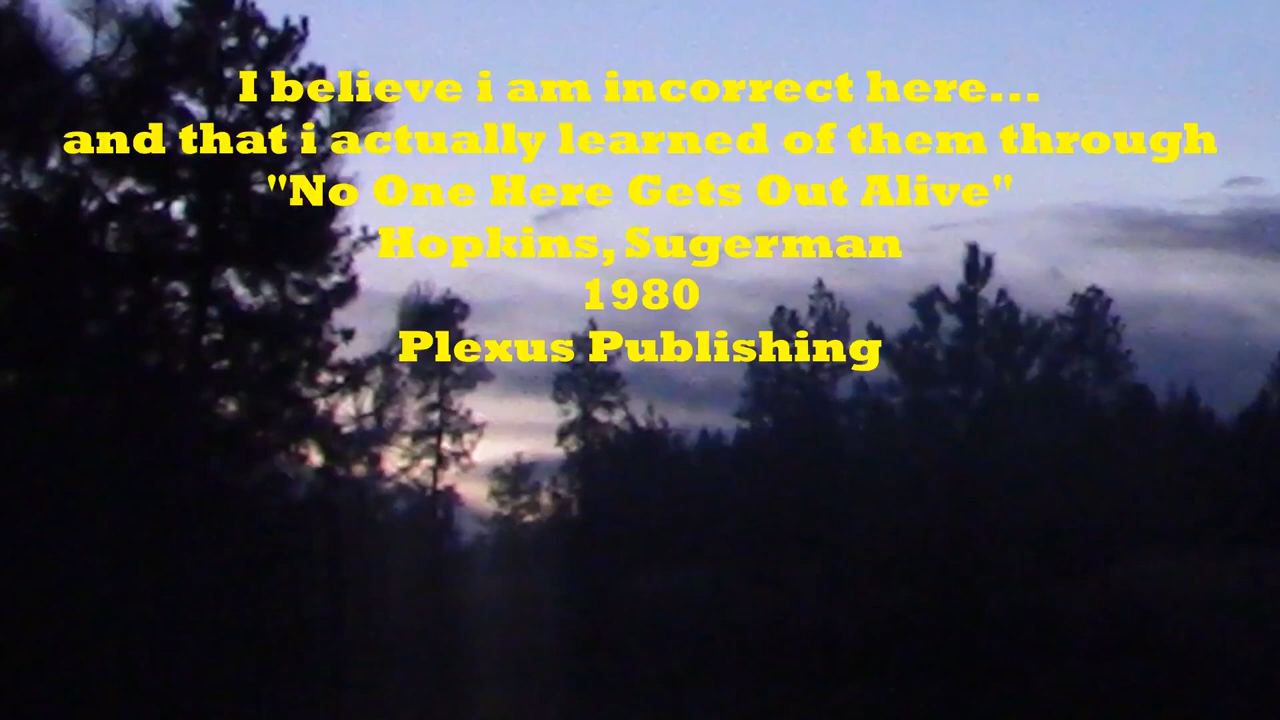 I believe i am incorrect here...
and that i actually learned of them through
"No One Here Gets Out Alive"
Hopkins, Sugerman
1980
Plexus Publishing